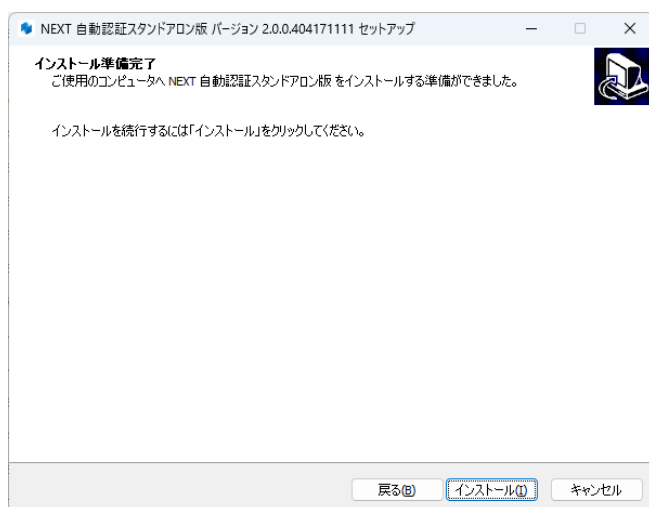 NEXT 自動認証スタンドアロン版 バージョン 2.0.0.404171111 セットアップ
インストール準備完了
ご使用のコンピュータへ NEXT 自動認証スタンドアロン版 をインストールする準備ができました。
インストールを続行するには「インストール」をクリックしてください。
戻る(B) インストール(I) キャンセル